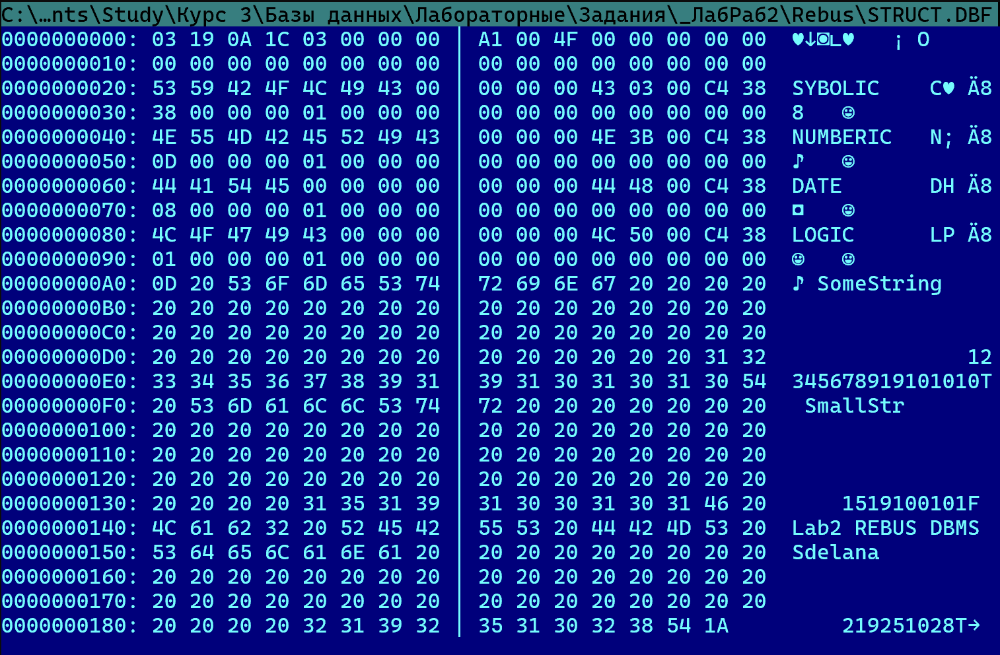 C:\…nts\Study\Курс 3\Базы данных\Лабораторные\Задания\_ЛабРаб2\Rebus\STRUCT.DBF
0000000000: 03 19 0A 1C 03 00 00 00 │ A1 00 4F 00 00 00 00 00 ♥↓◙∟♥   ¡ O
0000000010: 00 00 00 00 00 00 00 00 │ 00 00 00 00 00 00 00 00
0000000020: 53 59 42 4F 4C 49 43 00 │ 00 00 00 43 03 00 C4 38 SYBOLIC    C♥ Ä8
0000000030: 38 00 00 00 01 00 00 00 │ 00 00 00 00 00 00 00 00 8   ☻
0000000040: 4E 55 4D 42 45 52 49 43 │ 00 00 00 4E 3B 00 C4 38 NUMBERIC   N; Ä8
0000000050: 0D 00 00 00 01 00 00 00 │ 00 00 00 00 00 00 00 00 ♪   ☺
0000000060: 44 41 54 45 00 00 00 00 │ 00 00 00 44 48 00 C4 38 DATE       DH Ä8
0000000070: 08 00 00 00 01 00 00 00 │ 00 00 00 00 00 00 00 00 ◘   ☺
0000000080: 4C 4F 47 49 43 00 00 00 │ 00 00 00 4C 50 00 C4 38 LOGIC      LP Ä8
0000000090: 01 00 00 00 01 00 00 00 │ 00 00 00 00 00 00 00 00 ☺   ☺
00000000A0: 0D 20 53 6F 6D 65 53 74 │ 72 69 6E 67 20 20 20 20 ♪ SomeString
00000000B0: 20 20 20 20 20 20 20 20 │ 20 20 20 20 20 20 20 20
00000000C0: 20 20 20 20 20 20 20 20 │ 20 20 20 20 20 20 20 20
00000000D0: 20 20 20 20 20 20 20 20 │ 20 20 20 20 20 20 31 32               12
00000000E0: 33 34 35 36 37 38 39 31 │ 39 31 30 31 30 31 30 54 345678919101010T
00000000F0: 20 53 6D 61 6C 6C 53 74 │ 72 20 20 20 20 20 20 20  SmallStr
0000000100: 20 20 20 20 20 20 20 20 │ 20 20 20 20 20 20 20 20
0000000110: 20 20 20 20 20 20 20 20 │ 20 20 20 20 20 20 20 20
0000000120: 20 20 20 20 20 20 20 20 │ 20 20 20 20 20 20 20 20
0000000130: 20 20 20 20 31 35 31 39 │ 31 30 30 31 30 31 46 20     1519100101F
0000000140: 4C 61 62 32 20 52 45 42 │ 55 53 20 44 42 4D 53 20 Lab2 REBUS DBMS
0000000150: 53 64 65 6C 61 6E 61 20 │ 20 20 20 20 20 20 20 20 Sdelana
0000000160: 20 20 20 20 20 20 20 20 │ 20 20 20 20 20 20 20 20
0000000170: 20 20 20 20 20 20 20 20 │ 20 20 20 20 20 20 20 20
0000000180: 20 20 20 20 32 31 39 32 │ 35 31 30 32 38 54 1A     219251028T→